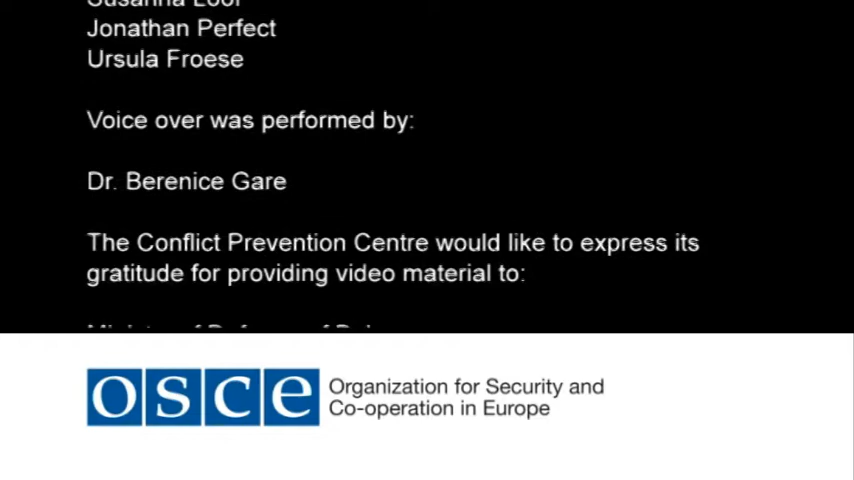 Jonathan Perfect
Ursula Froese
Voice over was performed by:
Dr. Berenice Gare
The Conflict Prevention Centre would like to express its
gratitude for providing video material to:
osce
Organization for Security and
Co-operation in Europe